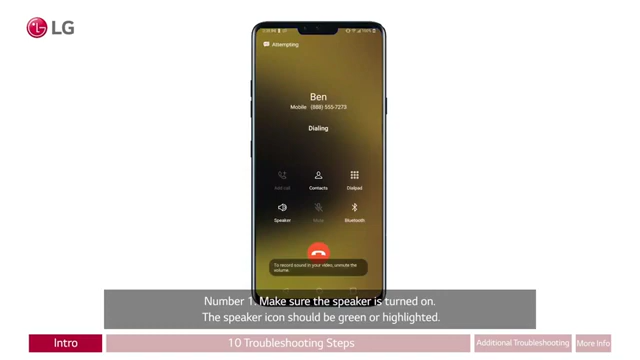 LG
Attempting
Ben
Mobile (888) 555-7273
Dialing
Add call
Contacts
Dialpad
Speaker
Mute
Bluetooth
To record sound in your video, unmute the
volume.
Number 1. Make sure the speaker is turned on.
The speaker icon should be green or highlighted.
Intro
10 Troubleshooting Steps
Additional Troubleshooting
More Info